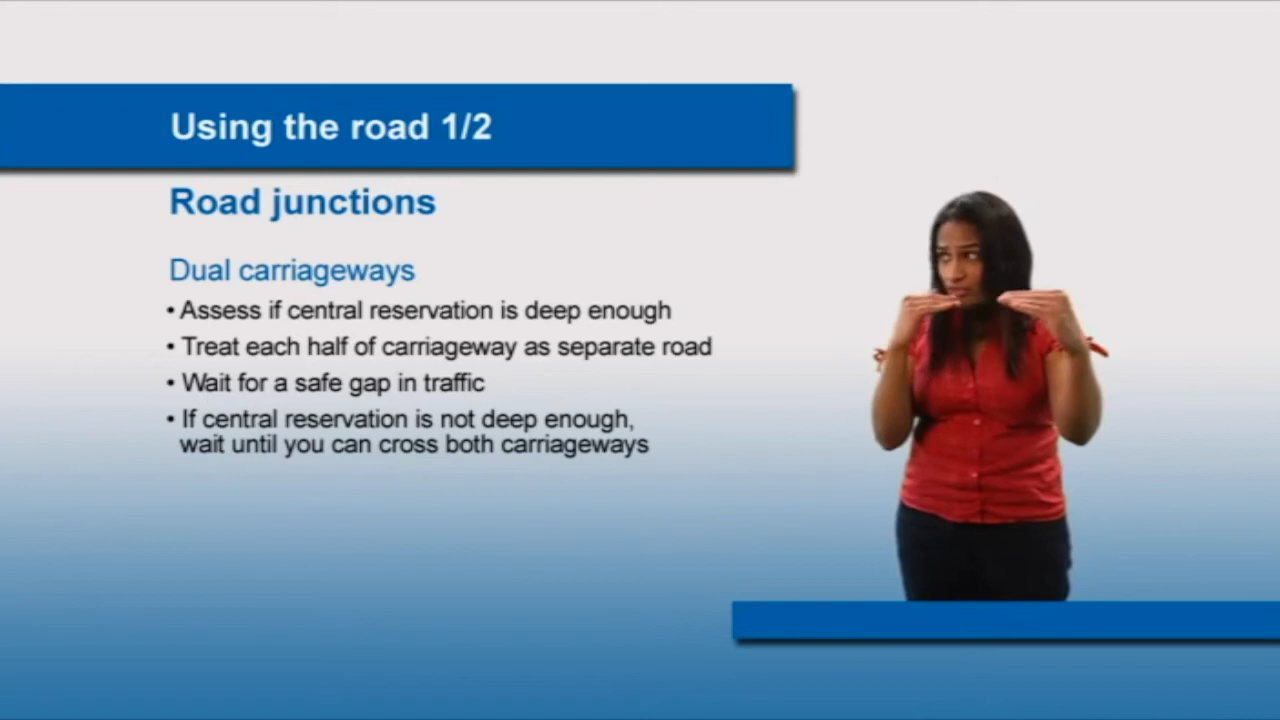 Using the road 1/2
Road junctions
Dual carriageways
• Assess if central reservation is deep enough
• Treat each half of carriageway as separate road
• Wait for a safe gap in traffic
• If central reservation is not deep enough,
wait until you can cross both carriageways